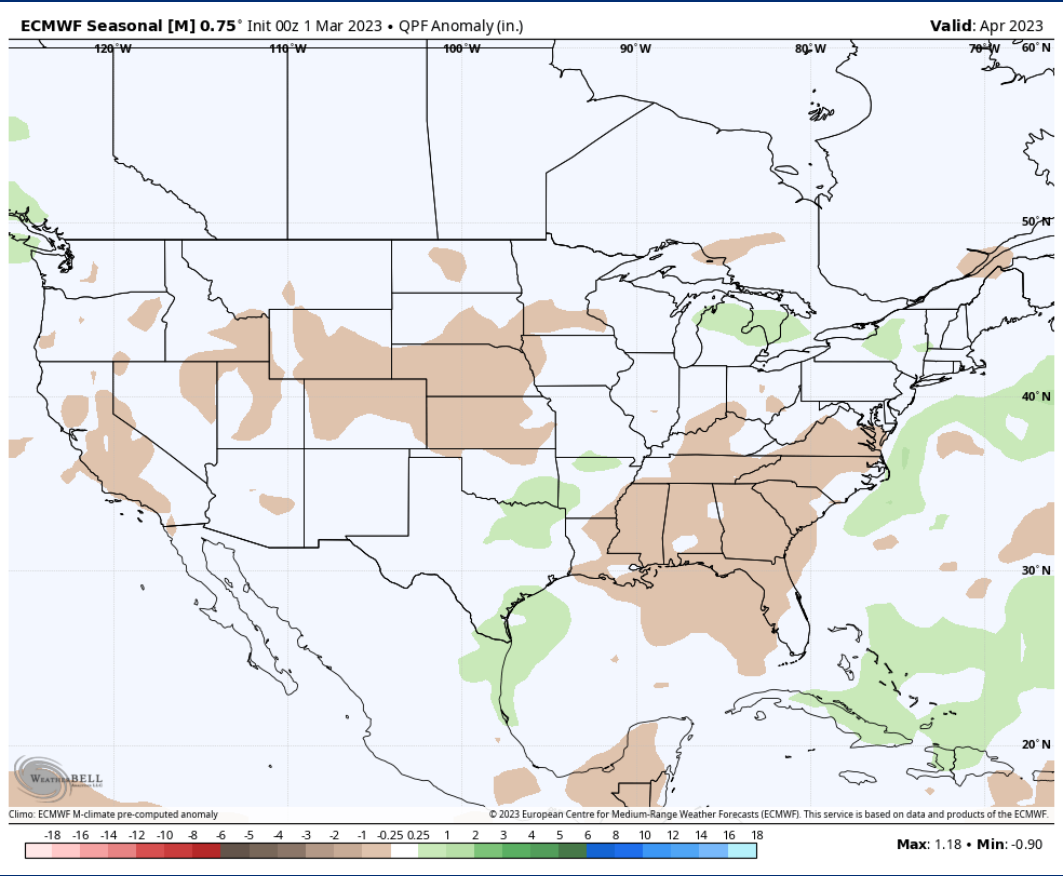 ECMWF Seasonal [M] 0.75° Init 00z 1 Mar 2023 • QPF Anomaly (in.) Valid: Apr 2023
120°W 110°W 100°W 90°W 80°W 70°W 60°N
50°N
40°N
30°N
20°N
WEATHERBELL
Climo: ECMWF M-climate pre-computed anomaly © 2023 European Centre for Medium-Range Weather Forecasts (ECMWF). This service is based on data and products of the ECMWF.
-18 -16 -14 -12 -10 -8 -6 -5 -4 -3 -2 -1 -0.25 0.25 1 2 3 4 5 6 8 10 12 14 16 18
Max: 1.18 • Min: -0.90